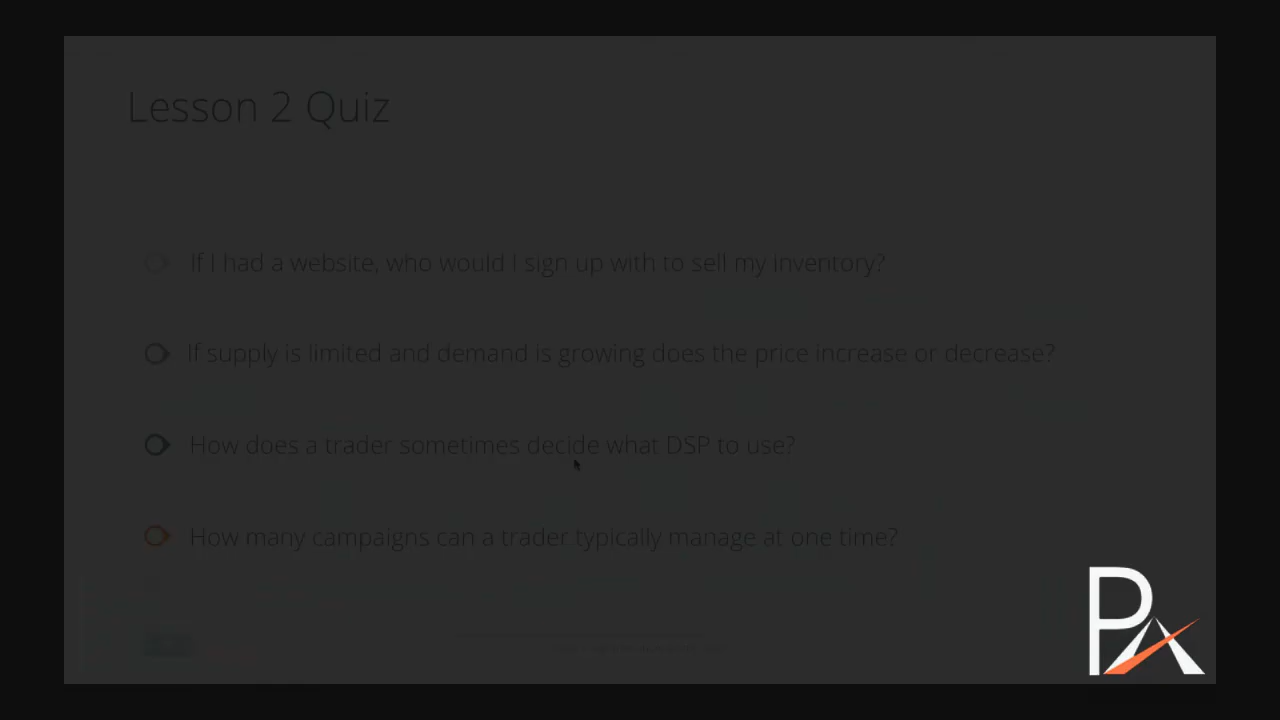 Lesson 2 Quiz
If I had a website, who would I sign up with to sell my inventory?
If supply is limited and demand is growing does the price increase or decrease?
How does a trader sometimes decide what DSP to use?
How many campaigns can a trader typically manage at one time?
PA